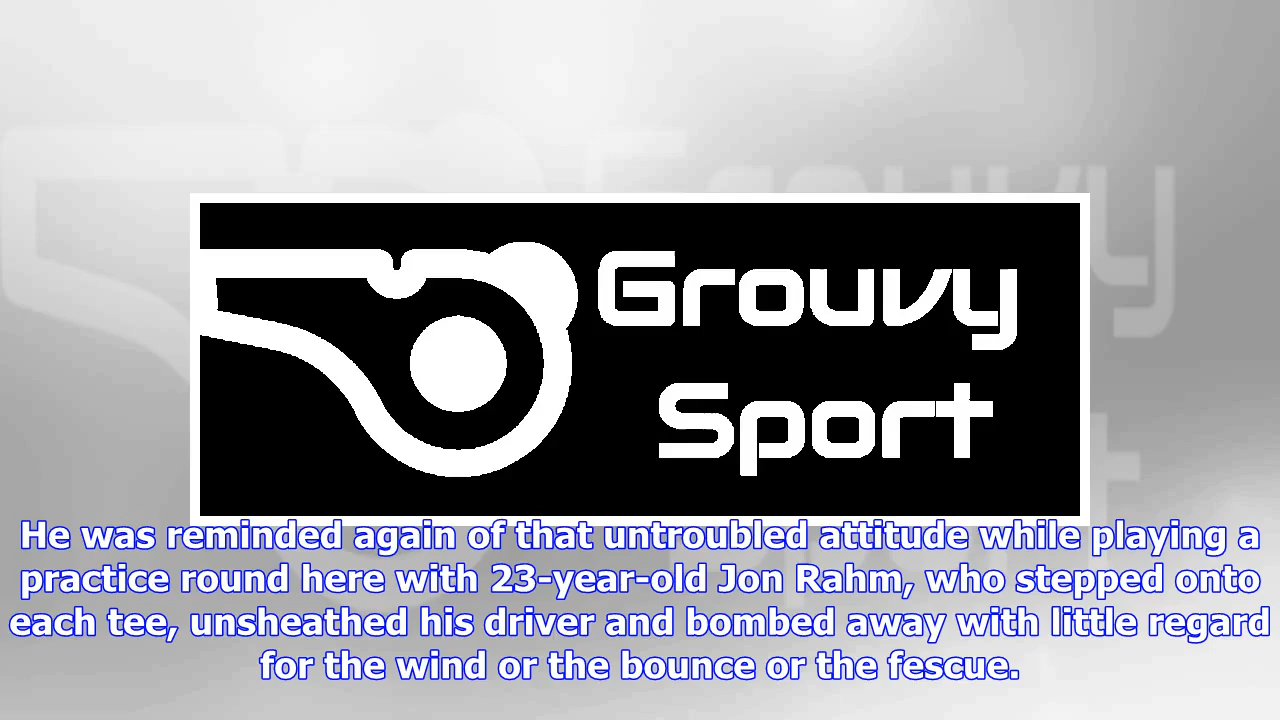 Grouvy
Sport
He was reminded again of that untroubled attitude while playing a
practice round here with 23-year-old Jon Rahm, who stepped onto
each tee, unsheathed his driver and bombed away with little regard
for the wind or the bounce or the fescue.